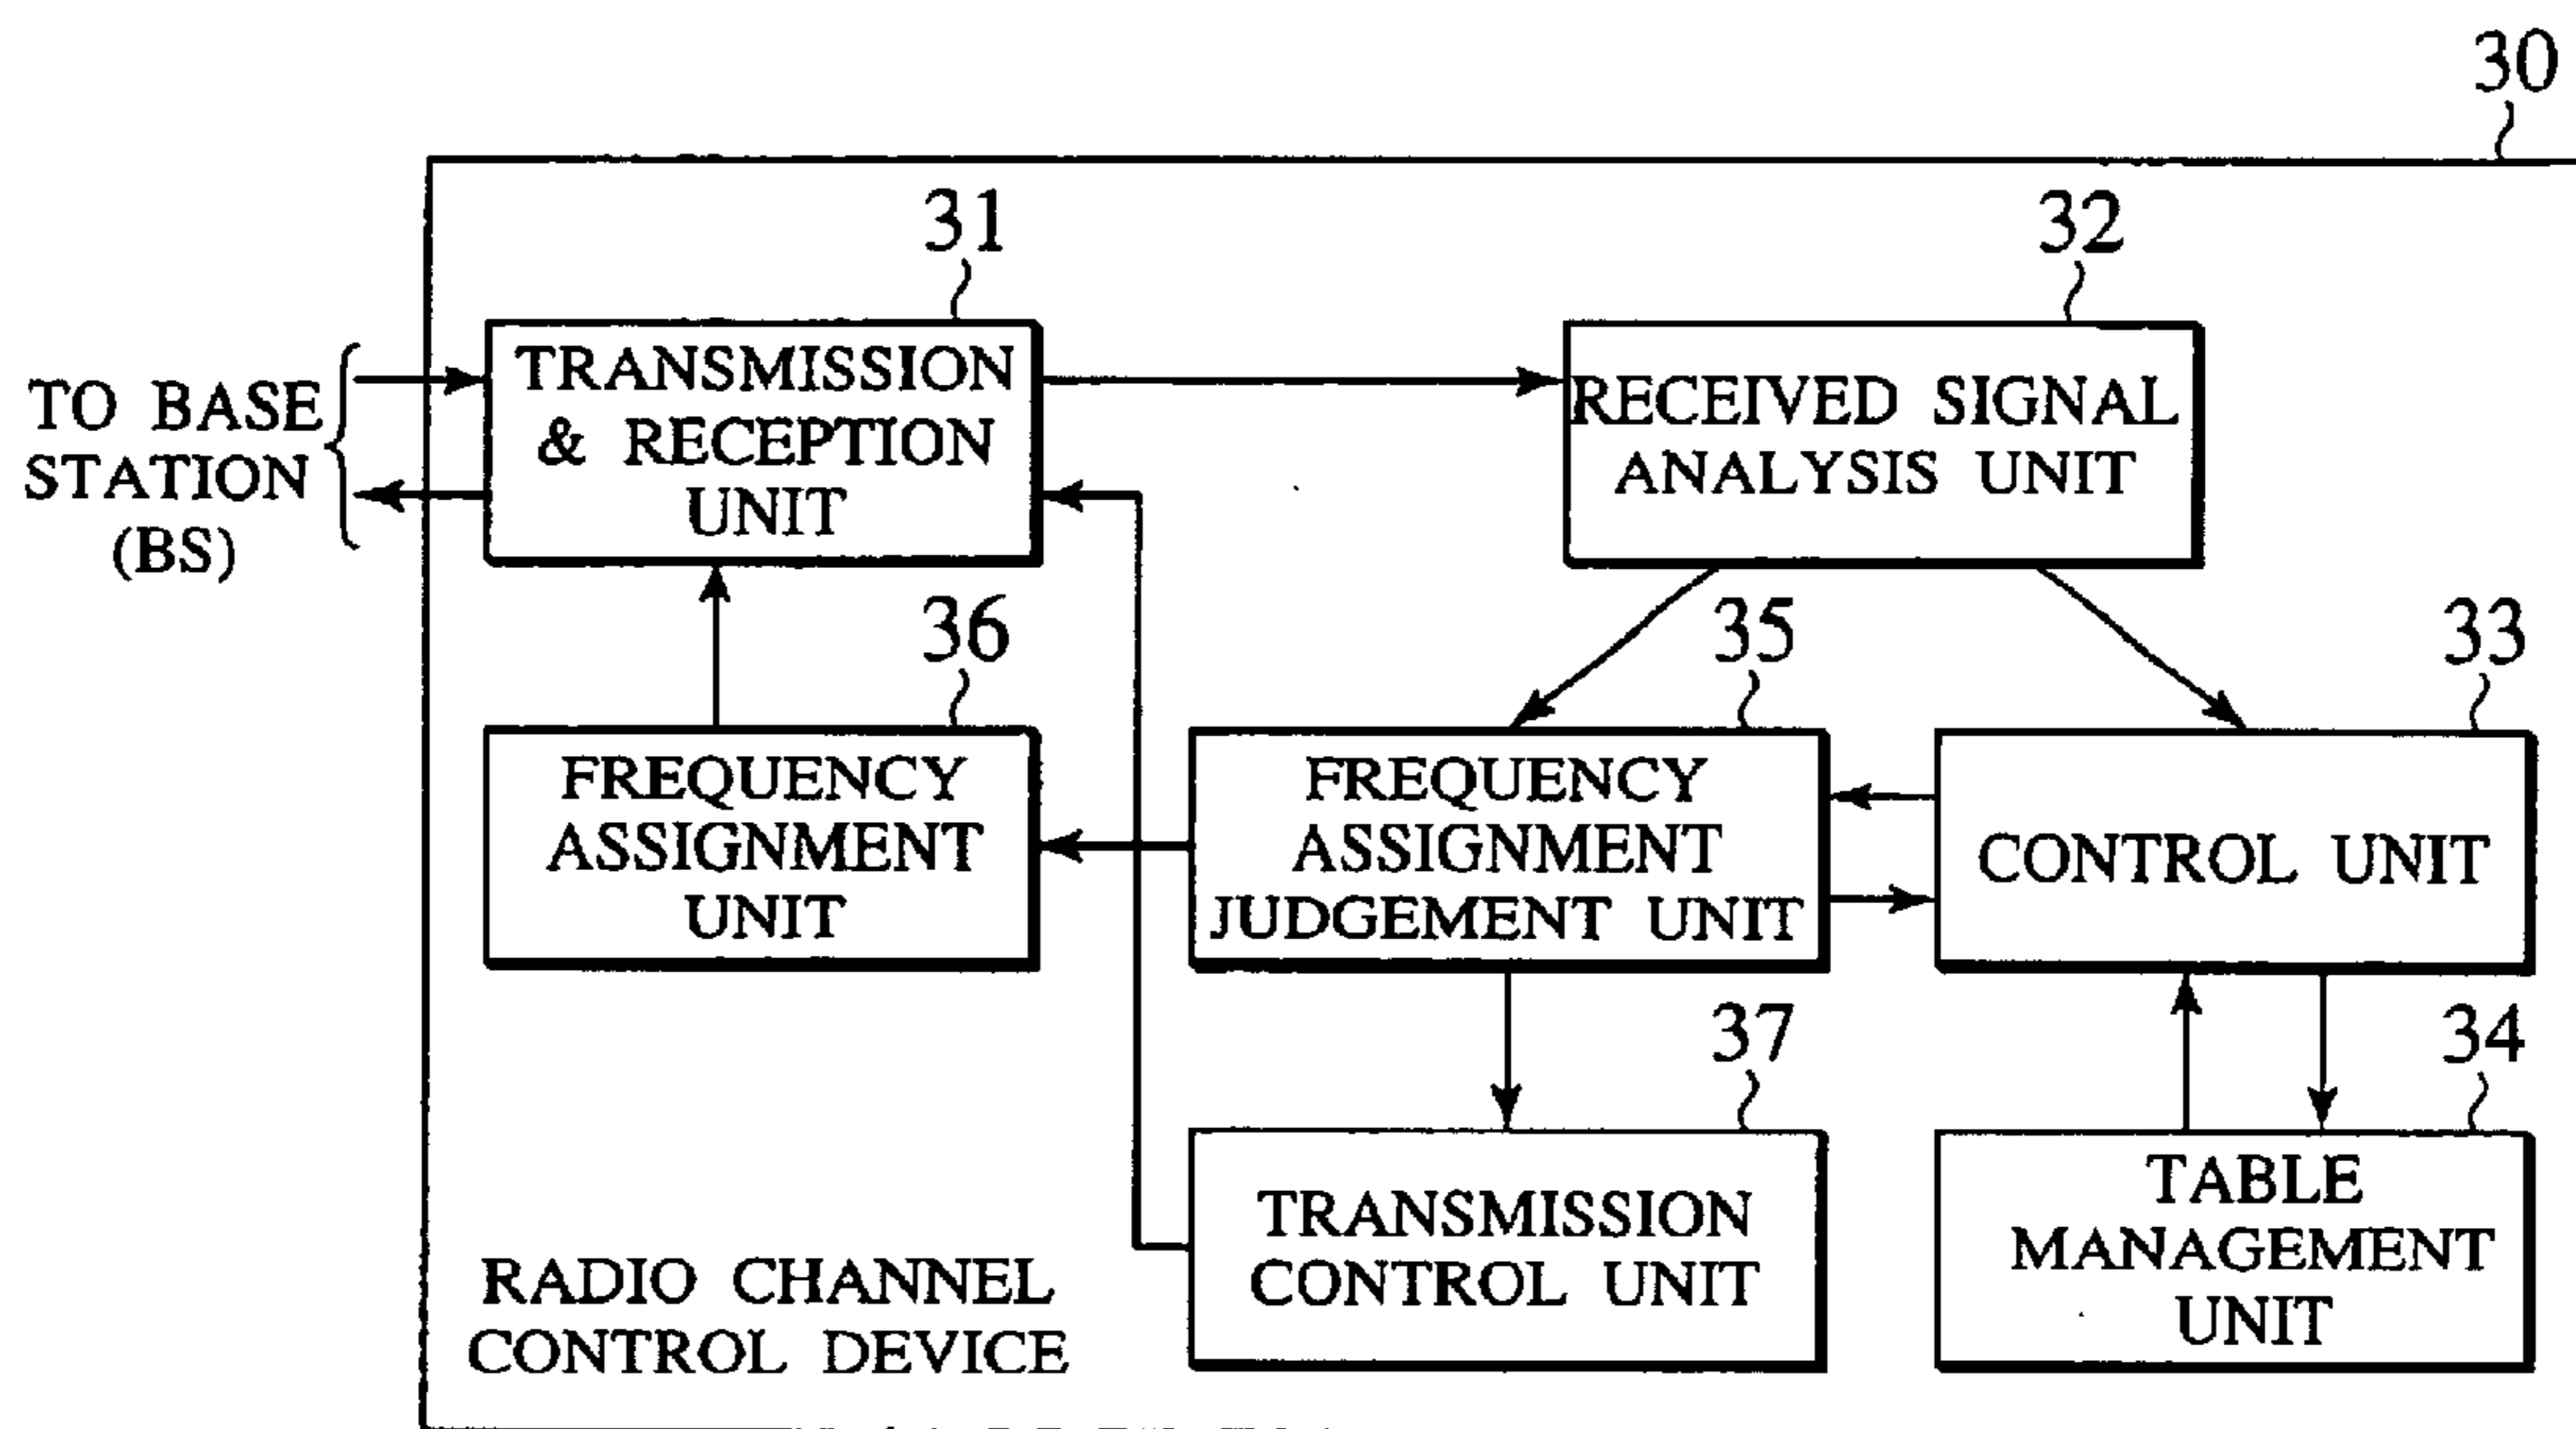 30
31
32
TRANSMISSION
& RECEPTION
UNIT
RECEIVED SIGNAL
ANALYSIS UNIT
TO BASE
STATION
(BS)
36
35
33
FREQUENCY
ASSIGNMENT
UNIT
FREQUENCY
ASSIGNMENT
JUDGEMENT UNIT
CONTROL UNIT
37
34
TRANSMISSION
CONTROL UNIT
TABLE
MANAGEMENT
UNIT
RADIO CHANNEL
CONTROL DEVICE